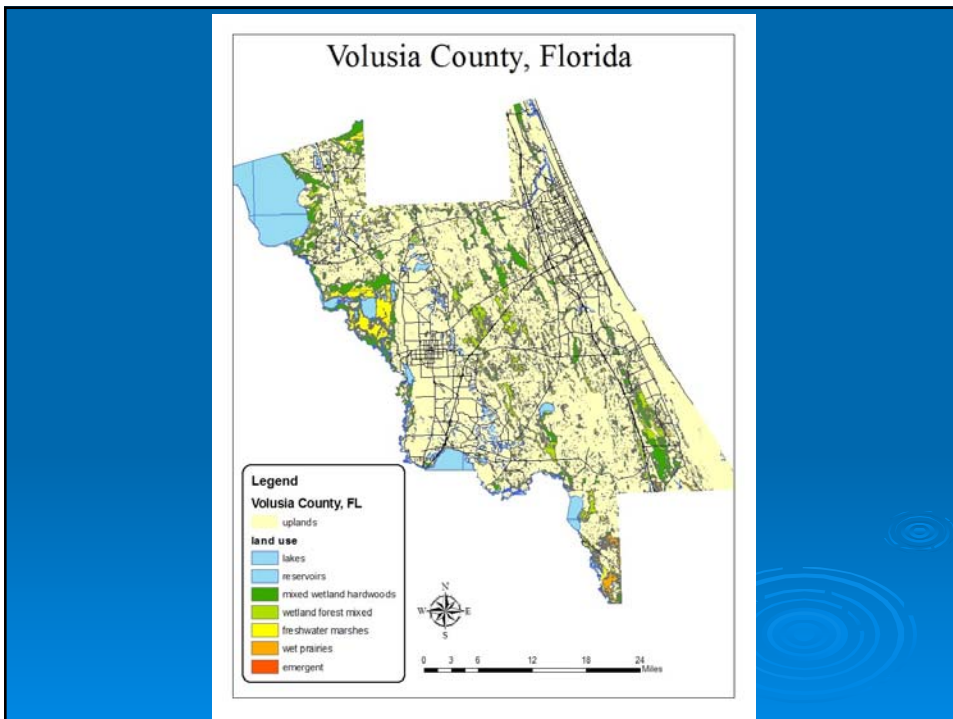 Volusia County, Florida
Legend
Volusia County, FL
uplands
land use
lakes
reservoirs
mixed wetland hardwoods
wetland forest mixed
freshwater marshes
wet prairies
emergent
N
W E
S
0 3 6 12 18 24
Miles